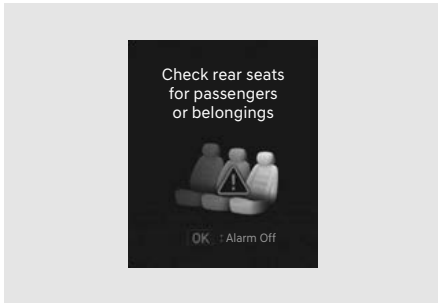 Check rear seats
for passengers
or belongings
OK : Alarm Off